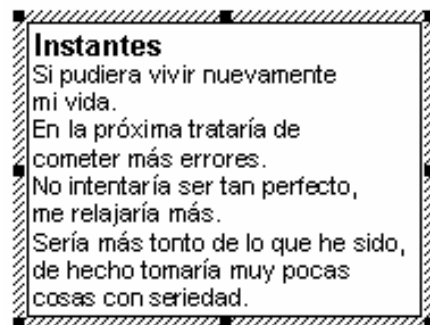 Instantes
Si pudiera vivir nuevamente
mi vida.
En la próxima trataría de
cometer más errores.
No intentaría ser tan perfecto,
me relajaría más.
Sería más tonto de lo que he sido,
de hecho tomaría muy pocas
cosas con seriedad.